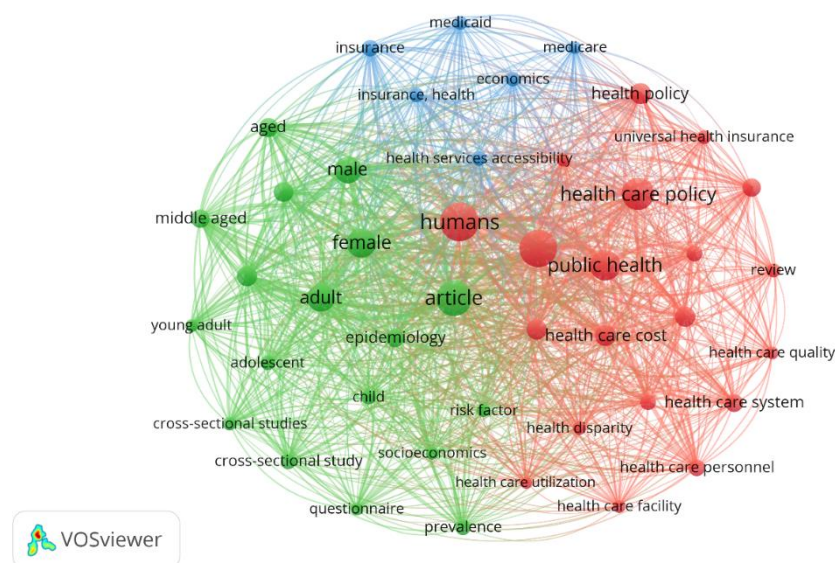 medicaid
insurance
medicare
economics
insurance, health
health policy
aged
universal health insurance
health services accessibility
male
health care policy
middle aged
humans
female
public health
review
adult
article
young adult
epidemiology
health care cost
health care quality
adolescent
child
risk factor
health care system
cross-sectional studies
health disparity
socioeconomics
cross-sectional study
health care personnel
health care utilization
questionnaire
health care facility
prevalence
VOSviewer